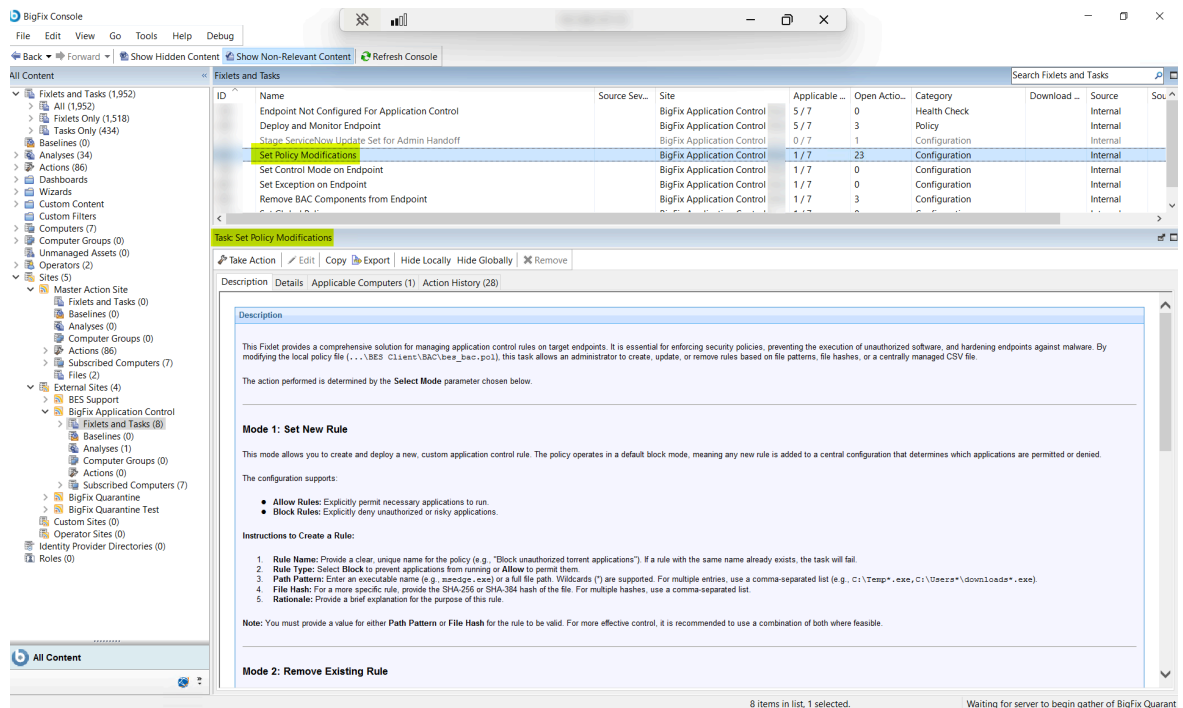 BigFix Console
File Edit View Go Tools Help Debug
Back Forward Show Hidden Content Show Non-Relevant Content Refresh Console
All Content « Fixlets and Tasks Search Fixlets and Tasks
Fixlets and Tasks (1,952)
All (1,952)
Fixlets Only (1,518)
Tasks Only (434)
Baselines (0)
Analyses (34)
Actions (86)
Dashboards
Wizards
Custom Content
Custom Filters
Computers (7)
Computer Groups (0)
Unmanaged Assets (0)
Operators (2)
Sites (5)
Master Action Site
Fixlets and Tasks (0)
Baselines (0)
Analyses (0)
Computer Groups (0)
Actions (86)
Subscribed Computers (7)
Files (2)
External Sites (4)
BES Support
BigFix Application Control
Fixlets and Tasks (8)
Baselines (0)
Analyses (1)
Computer Groups (0)
Actions (0)
Subscribed Computers (7)
BigFix Quarantine
BigFix Quarantine Test
Custom Sites (0)
Operator Sites (0)
Identity Provider Directories (0)
Roles (0)
All Content
ID Name Source Sev... Site Applicable ... Open Actio... Category Download ... Source Sou
Endpoint Not Configured For Application Control BigFix Application Control 5 / 7 0 Health Check Internal
Deploy and Monitor Endpoint BigFix Application Control 5 / 7 3 Policy Internal
Stage ServiceNow Update Set for Admin Handoff BigFix Application Control 0 / 7 1 Configuration Internal
Set Policy Modifications BigFix Application Control 1 / 7 23 Configuration Internal
Set Control Mode on Endpoint BigFix Application Control 1 / 7 0 Configuration Internal
Set Exception on Endpoint BigFix Application Control 1 / 7 0 Configuration Internal
Remove BAC Components from Endpoint BigFix Application Control 1 / 7 3 Configuration Internal
Task: Set Policy Modifications
Take Action Edit Copy Export Hide Locally Hide Globally Remove
Description Details Applicable Computers (1) Action History (28)
Description
This Fixlet provides a comprehensive solution for managing application control rules on target endpoints. It is essential for enforcing security policies, preventing the execution of unauthorized software, and hardening endpoints against malware. By
modifying the local policy file (...\BES Client\BAC\bes_bac.pol), this task allows an administrator to create, update, or remove rules based on file patterns, file hashes, or a centrally managed CSV file.
The action performed is determined by the Select Mode parameter chosen below.
Mode 1: Set New Rule
This mode allows you to create and deploy a new, custom application control rule. The policy operates in a default block mode, meaning any new rule is added to a central configuration that determines which applications are permitted or denied.
The configuration supports:
● Allow Rules: Explicitly permit necessary applications to run.
● Block Rules: Explicitly deny unauthorized or risky applications.
Instructions to Create a Rule:
1. Rule Name: Provide a clear, unique name for the policy (e.g., "Block unauthorized torrent applications"). If a rule with the same name already exists, the task will fail.
2. Rule Type: Select Block to prevent applications from running or Allow to permit them.
3. Path Pattern: Enter an executable name (e.g., msedge.exe) or a full file path. Wildcards (*) are supported. For multiple entries, use a comma-separated list (e.g., C:\Temp*.exe,C:\Users*\downloads*.exe).
4. File Hash: For a more specific rule, provide the SHA-256 or SHA-384 hash of the file. For multiple hashes, use a comma-separated list.
5. Rationale: Provide a brief explanation for the purpose of this rule.
Note: You must provide a value for either Path Pattern or File Hash for the rule to be valid. For more effective control, it is recommended to use a combination of both where feasible.
Mode 2: Remove Existing Rule
8 items in list, 1 selected. Waiting for server to begin gather of BigFix Quarant